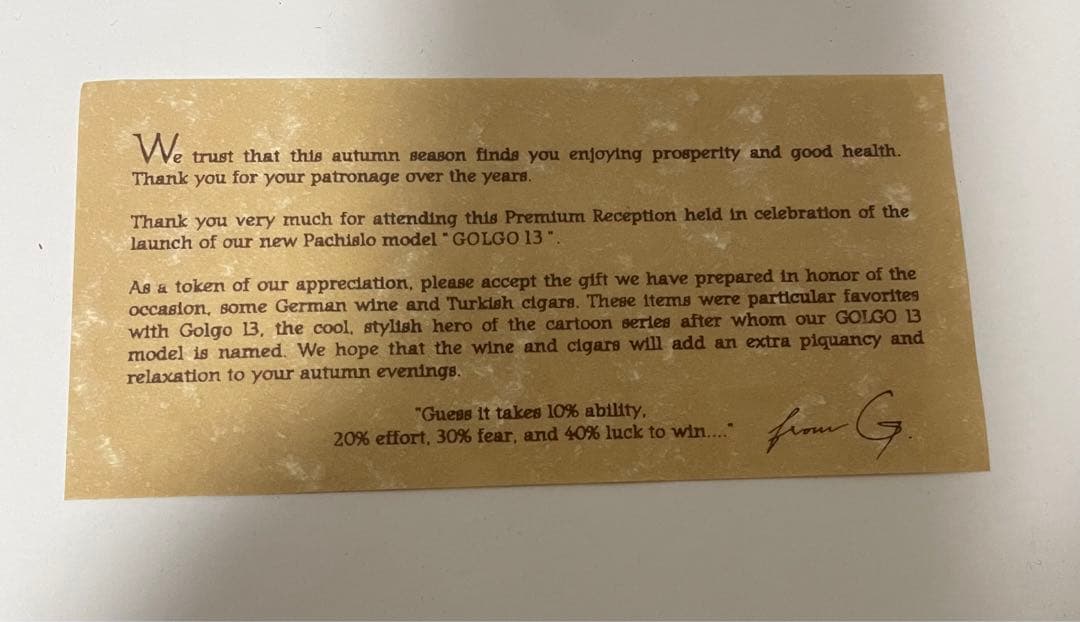 We trust that this autumn season finds you enjoying prosperity and good health.
Thank you for your patronage over the years.
Thank you very much for attending this Premium Reception held in celebration of the
launch of our new Pachislo model " GOLGO 13 ".
As a token of our appreciation, please accept the gift we have prepared in honor of the
occasion, some German wine and Turkish cigars. These items were particular favorites
with Golgo 13, the cool, stylish hero of the cartoon series after whom our GOLGO 13
model is named. We hope that the wine and cigars will add an extra piquancy and
relaxation to your autumn evenings.
"Guess it takes 10% ability,
20% effort, 30% fear, and 40% luck to win...."
from G.